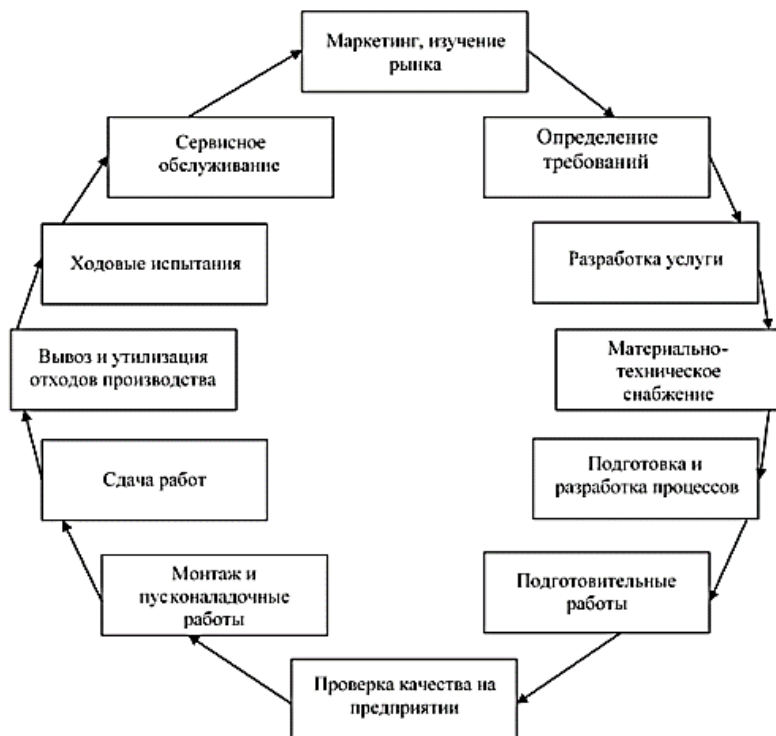 Маркетинг, изучение
рынка
Определение
требований
Разработка услуги
Материально-
техническое
снабжение
Подготовка и
разработка процессов
Подготовительные
работы
Проверка качества на
предприятии
Монтаж и
пусконаладочные
работы
Сдача работ
Вывоз и утилизация
отходов производства
Ходовые испытания
Сервисное
обслуживание